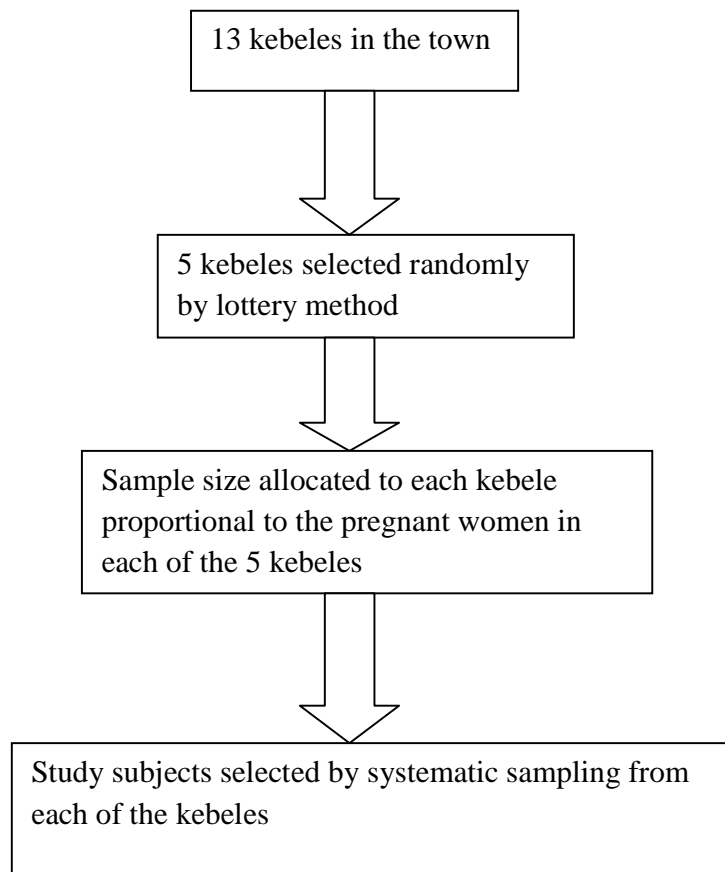 13 kebeles in the town
5 kebeles selected randomly
by lottery method
Sample size allocated to each kebele
proportional to the pregnant women in
each of the 5 kebeles
Study subjects selected by systematic sampling from
each of the kebeles